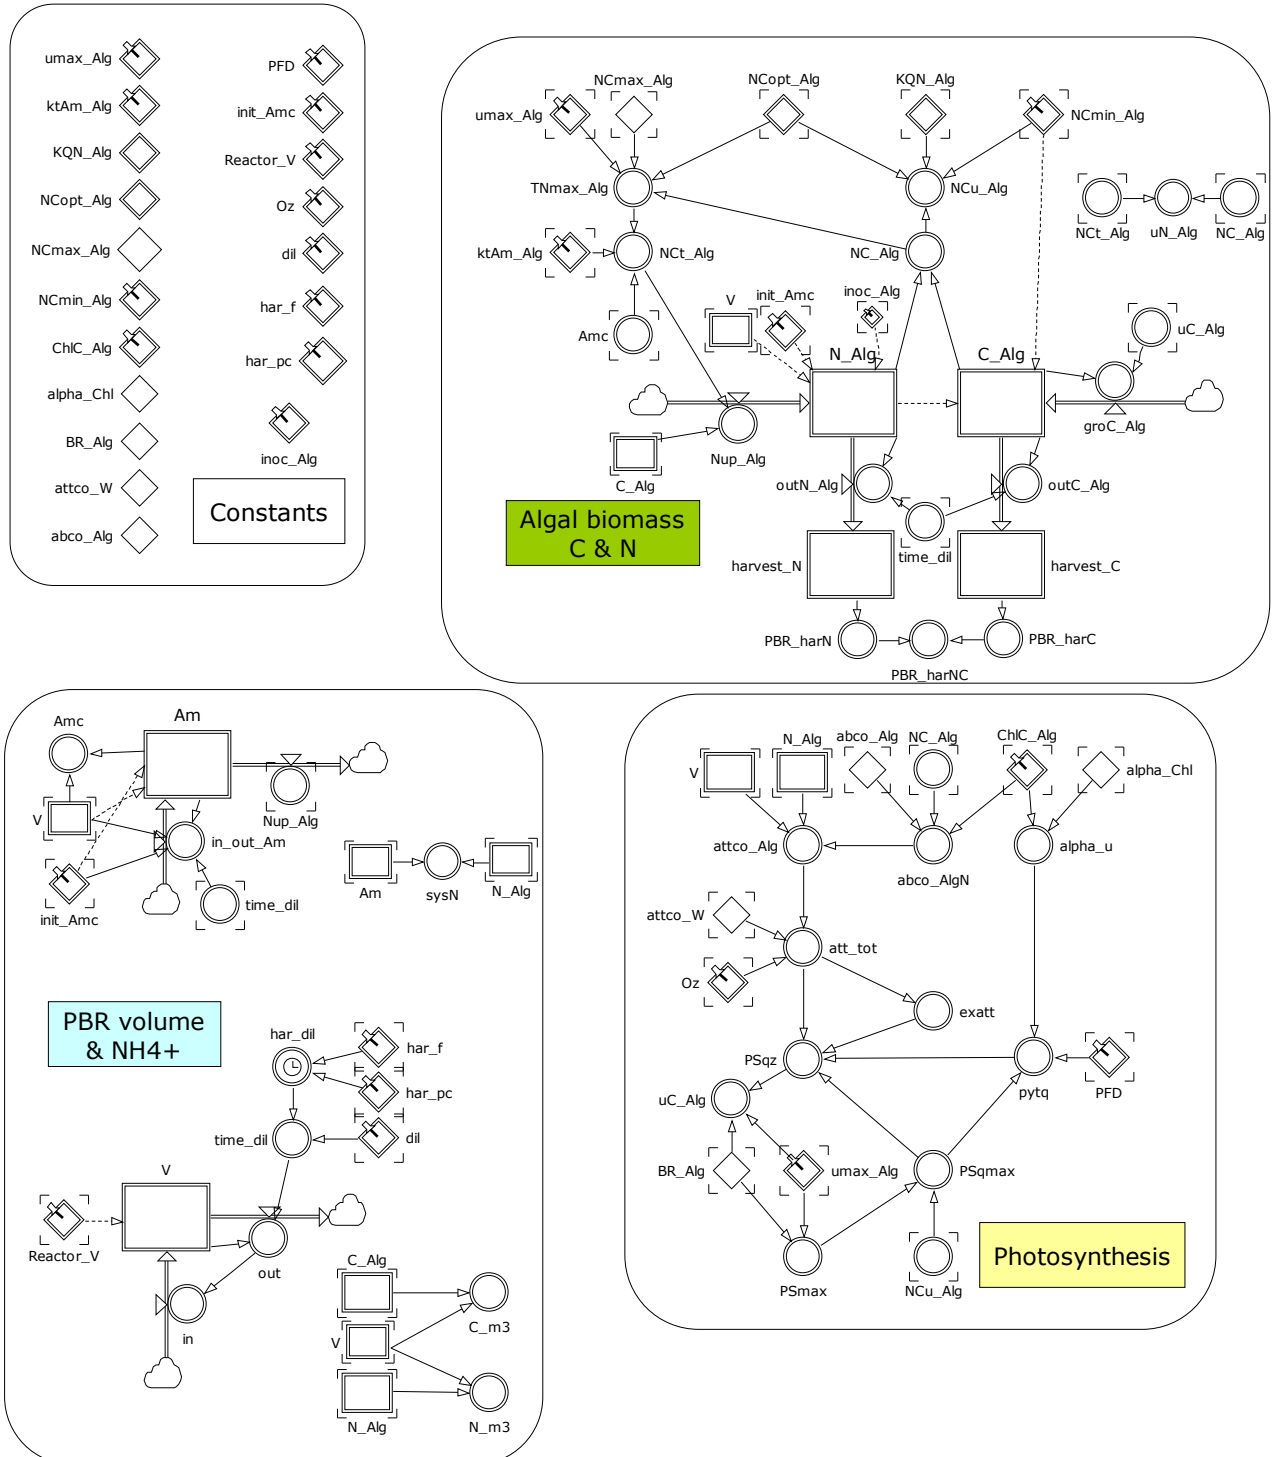 umax_Alg
ktAm_Alg
KQN_Alg
NCopt_Alg
NCmax_Alg
NCmin_Alg
ChlC_Alg
alpha_Chl
BR_Alg
attco_W
abco_Alg
PFD
init_Amc
Reactor_V
Oz
dil
har_f
har_pc
inoc_Alg
Constants
NCmax_Alg
NCopt_Alg
KQN_Alg
umax_Alg
NCmin_Alg
TNmax_Alg
NCu_Alg
NCt_Alg
uN_Alg
NC_Alg
ktAm_Alg
NCt_Alg
NC_Alg
V
init_Amc
inoc_Alg
Amc
uC_Alg
N_Alg
C_Alg
groC_Alg
Nup_Alg
C_Alg
outN_Alg
outC_Alg
Algal biomass
C & N
time_dil
harvest_N
harvest_C
PBR_harN
PBR_harC
PBR_harNC
Amc
Am
V
Nup_Alg
in_out_Am
init_Amc
time_dil
Am
sysN
N_Alg
PBR volume
& NH4+
har_dil
har_f
har_pc
time_dil
dil
V
Reactor_V
out
in
C_Alg
V
N_Alg
C_m3
N_m3
N_Alg
abco_Alg
NC_Alg
ChlC_Alg
V
alpha_Chl
attco_Alg
abco_AlgN
alpha_u
attco_W
att_tot
Oz
exatt
PSqz
uC_Alg
pytq
PFD
BR_Alg
umax_Alg
PSqmax
PSmax
NCu_Alg
Photosynthesis